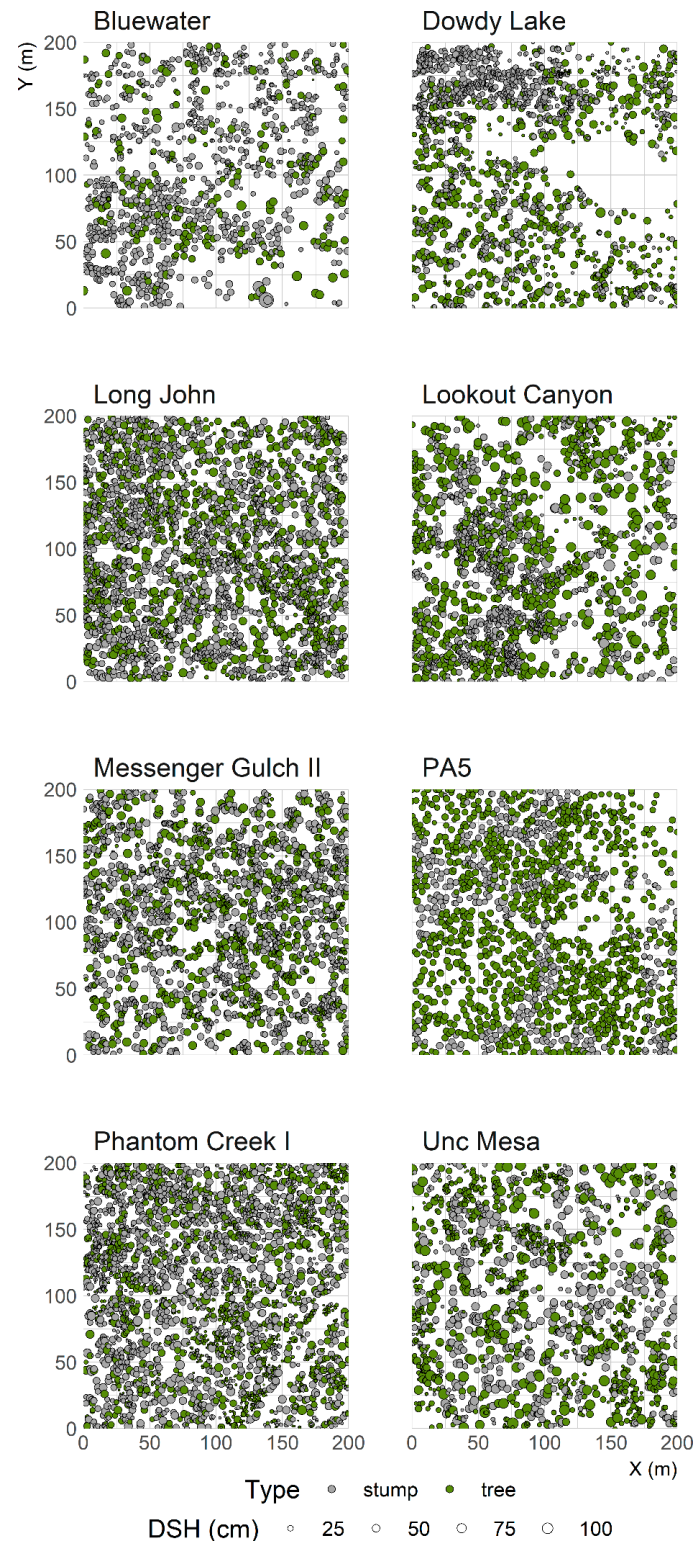 Bluewater Dowdy Lake
Y (m)
200
150
100
50
0
Long John Lookout Canyon
200
150
100
50
0
Messenger Gulch II PA5
200
150
100
50
0
Phantom Creek I Unc Mesa
200
150
100
50
0
0 50 100 150 200 0 50 100 150 200
X (m)
Type stump tree
DSH (cm) 25 50 75 100